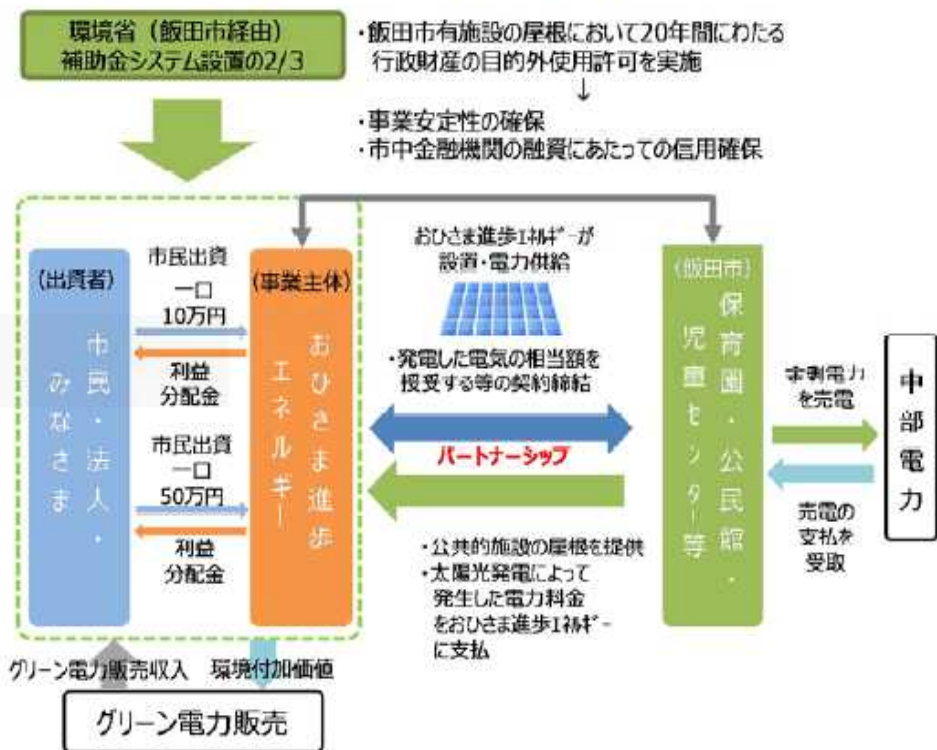 環境省（飯田市経由）
補助金システム設置の2/3
・飯田市有施設の屋根において20年間にわたる
行政財産の目的外使用許可を実施
↓
・事業安定性の確保
・市中金融機関の融資にあたっての信用確保
(出資者)
市民・法人・
みなさま
市民出資
一口
10万円
利益
分配金
市民出資
一口
50万円
利益
分配金
(事業主体)
おひさま進歩
エネルギー
おひさま進歩ｴﾈﾙｷﾞｰが
設置・電力供給
・発電した電気の相当額を
授受する等の契約締結
パートナーシップ
・公共的施設の屋根を提供
・太陽光発電によって
発生した電力料金
をおひさま進歩ｴﾈﾙｷﾞｰ
に支払
(飯田市)
保育園・公民館・
児童センター等
余剰電力
を売電
売電の
支払を
受取
中部電力
グリーン電力販売収入
環境付加価値
グリーン電力販売